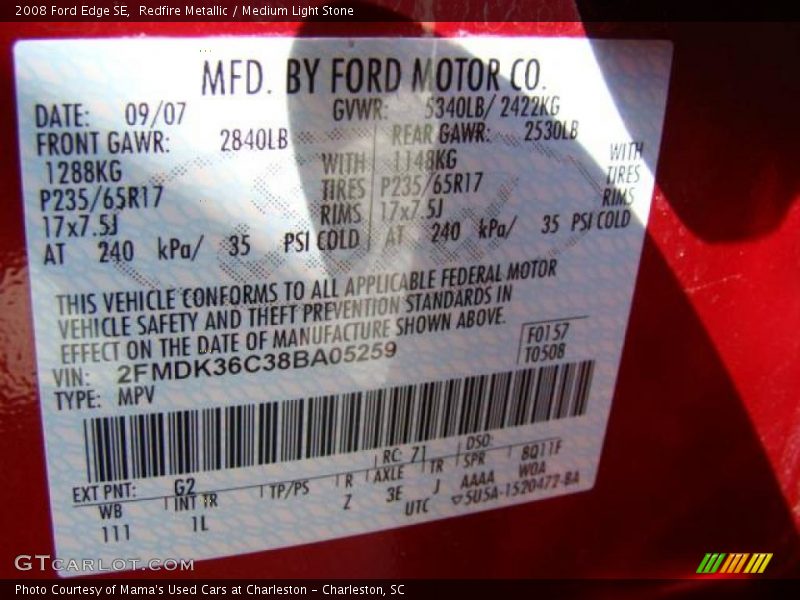 2008 Ford Edge SE, Redfire Metallic / Medium Light Stone
MFD. BY FORD MOTOR CO.
DATE: 09/07 GVWR: 5340LB/ 2422KG
FRONT GAWR: 2840LB REAR GAWR: 2530LB
1288KG WITH 1148KG WITH
P235/65R17 TIRES P235/65R17 TIRES
17x7.5J RIMS 17x7.5J RIMS
AT 240 kPa/ 35 PSI COLD AT 240 kPa/ 35 PSI COLD
THIS VEHICLE CONFORMS TO ALL APPLICABLE FEDERAL MOTOR
VEHICLE SAFETY AND THEFT PREVENTION STANDARDS IN
EFFECT ON THE DATE OF MANUFACTURE SHOWN ABOVE.
F0157
T0508
VIN: 2FMDK36C38BA05259
TYPE: MPV
EXT PNT: G2 RC: 71 DSO: 8Q11F
WB INT TR TP/PS R AXLE TR SPR WOA
111 1L Z 3E J AAAA
UTC ▽5U5A-1520472-BA
GTCARLOT.COM
Photo Courtesy of Mama's Used Cars at Charleston - Charleston, SC